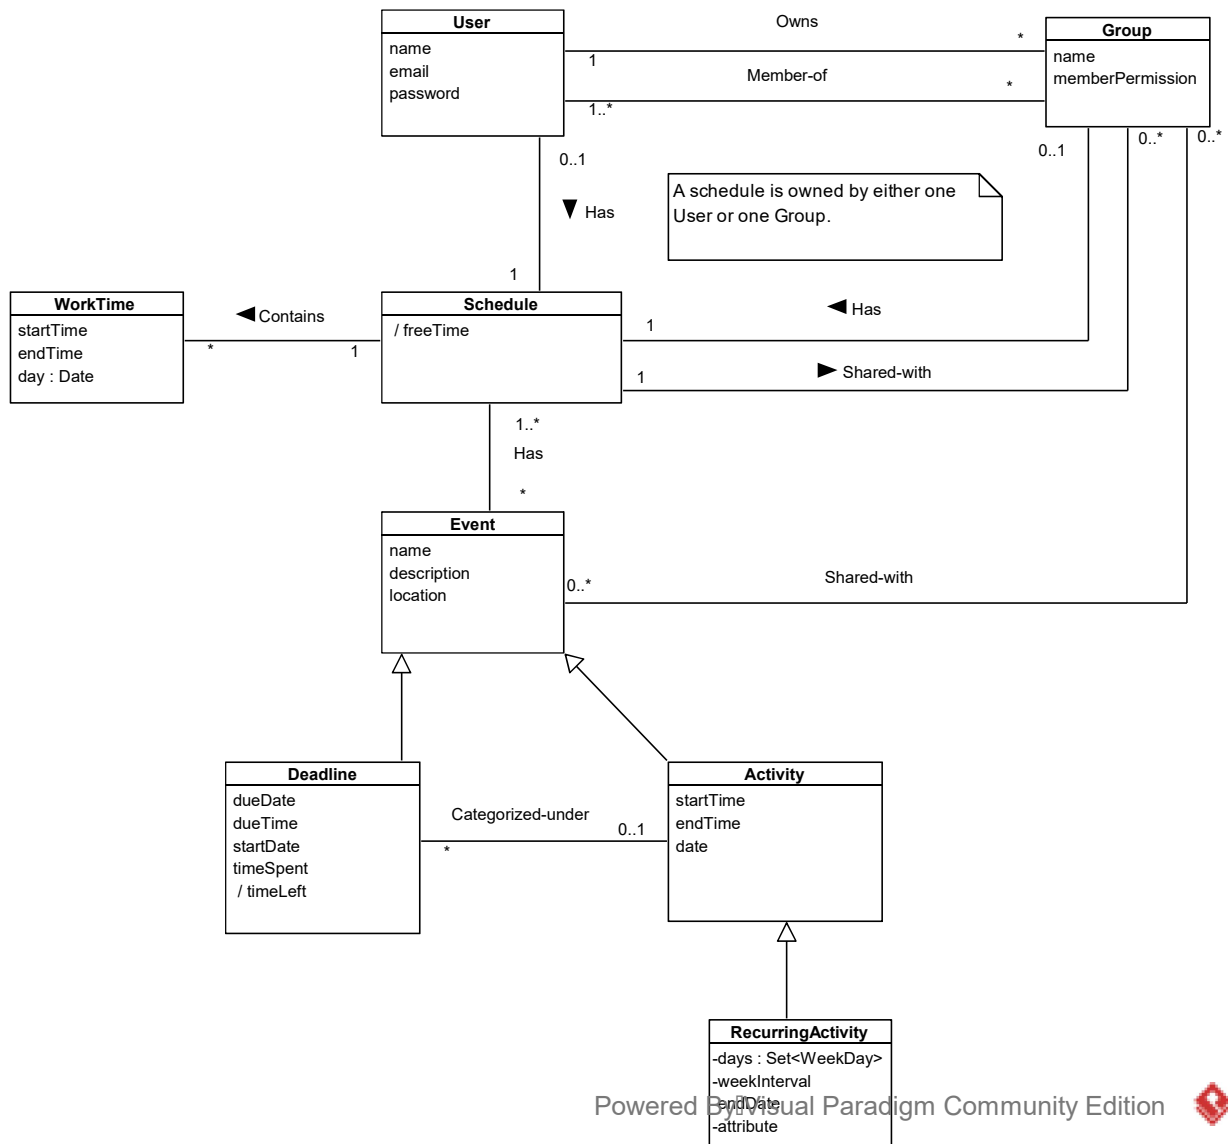 User
name
email
password
Owns
1
*
Member-of
1..*
*
Group
name
memberPermission
0..1
0..*
0..*
0..1
Has
1
A schedule is owned by either one
User or one Group.
WorkTime
startTime
endTime
day : Date
Contains
*
1
Schedule
/ freeTime
1
Has
1
Shared-with
1..*
Has
*
Event
name
description
location
0..*
Shared-with
Deadline
dueDate
dueTime
startDate
timeSpent
/ timeLeft
Categorized-under
*
0..1
Activity
startTime
endTime
date
RecurringActivity
-days : Set<WeekDay>
-weekInterval
-endDate
-attribute
Powered By Visual Paradigm Community Edition